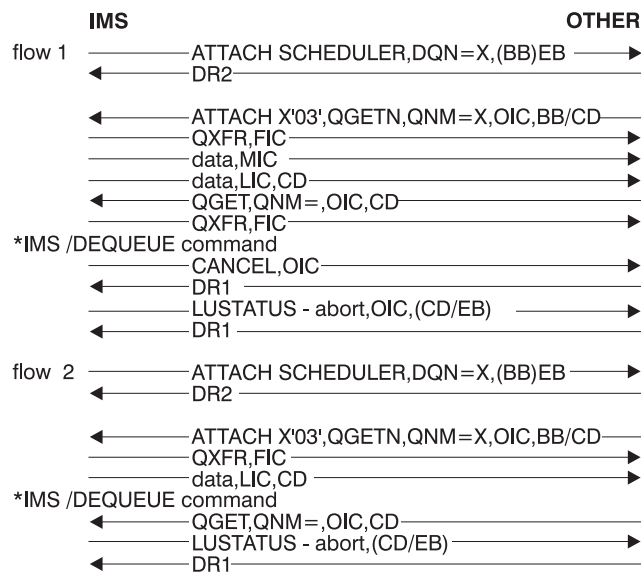 IMS OTHER
flow 1 ATTACH SCHEDULER,DQN=X,(BB)EB
DR2
ATTACH X'03',QGETN,QNM=X,OIC,BB/CD
QXFR,FIC
data,MIC
data,LIC,CD
QGET,QNM=,OIC,CD
QXFR,FIC
*IMS /DEQUEUE command
CANCEL,OIC
DR1
LUSTATUS - abort,OIC,(CD/EB)
DR1
flow 2 ATTACH SCHEDULER,DQN=X,(BB)EB
DR2
ATTACH X'03',QGETN,QNM=X,OIC,BB/CD
QXFR,FIC
data,LIC,CD
*IMS /DEQUEUE command
QGET,QNM=,OIC,CD
LUSTATUS - abort,(CD/EB)
DR1